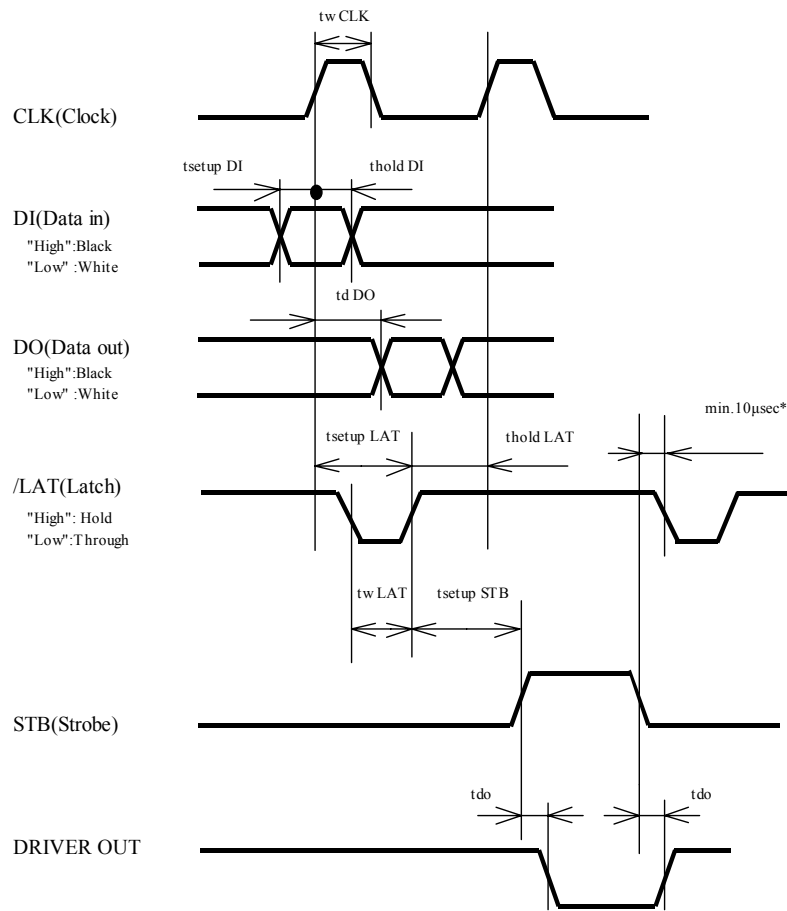 tw CLK
CLK(Clock)
tsetup DI
thold DI
DI(Data in)
"High":Black
"Low" :White
td DO
DO(Data out)
"High":Black
"Low" :White
min.10μsec*
tsetup LAT
thold LAT
/LAT(Latch)
"High": Hold
"Low":Through
tw LAT
tsetup STB
STB(Strobe)
tdo
tdo
DRIVER OUT